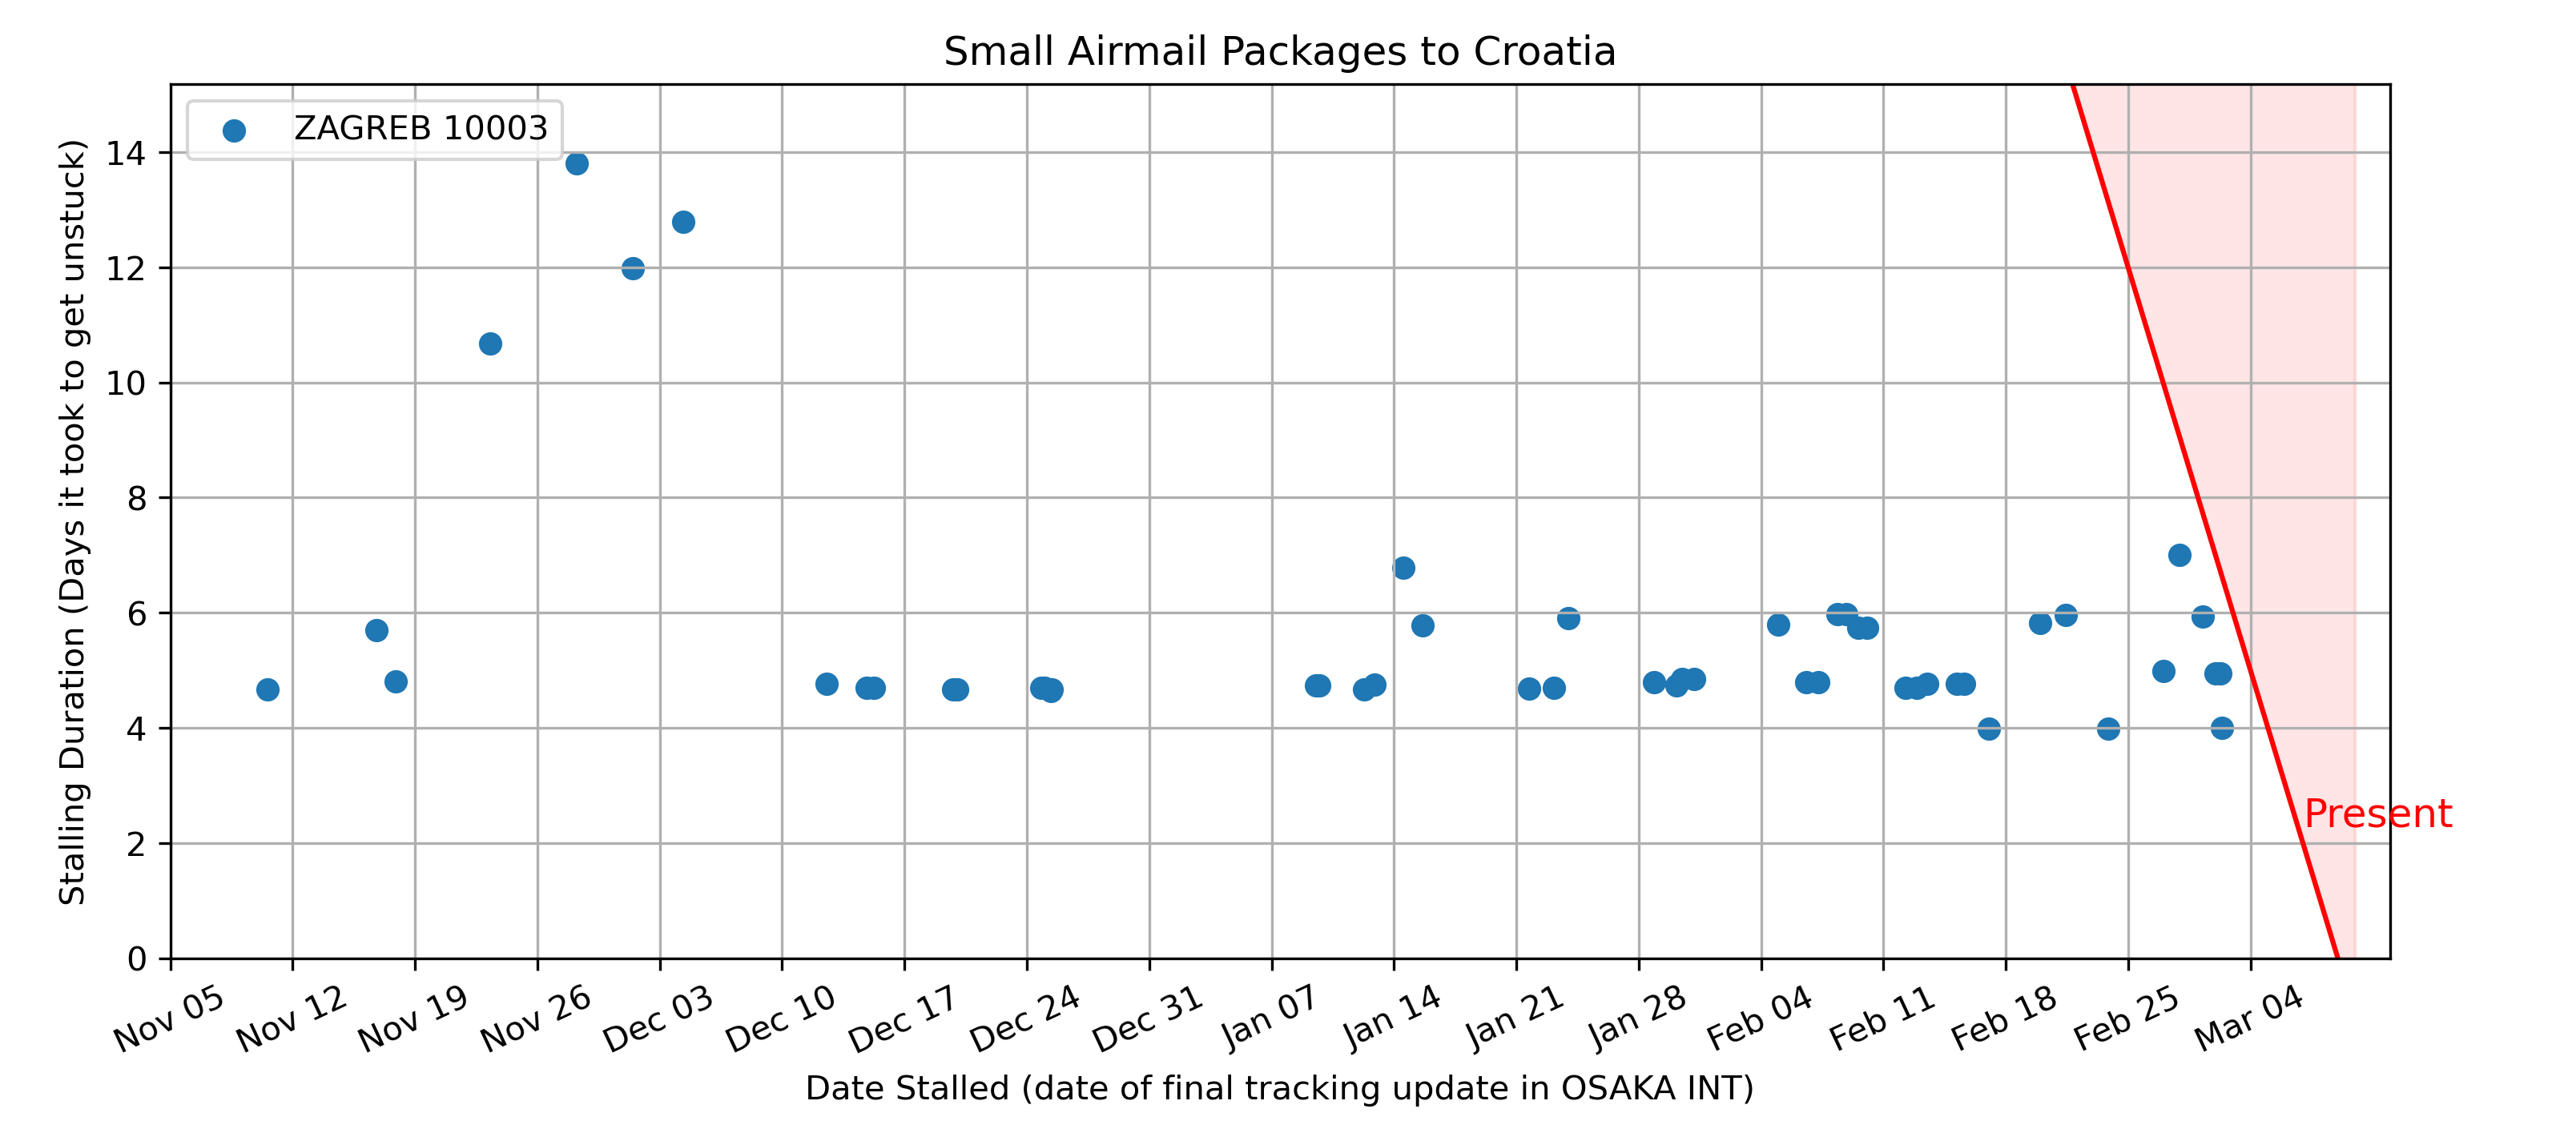 Small Airmail Packages to Croatia
ZAGREB 10003
Stalling Duration (Days it took to get unstuck)
14
12
10
8
6
4
2
0
Present
Nov 05
Nov 12
Nov 19
Nov 26
Dec 03
Dec 10
Dec 17
Dec 24
Dec 31
Jan 07
Jan 14
Jan 21
Jan 28
Feb 04
Feb 11
Feb 18
Feb 25
Mar 04
Date Stalled (date of final tracking update in OSAKA INT)